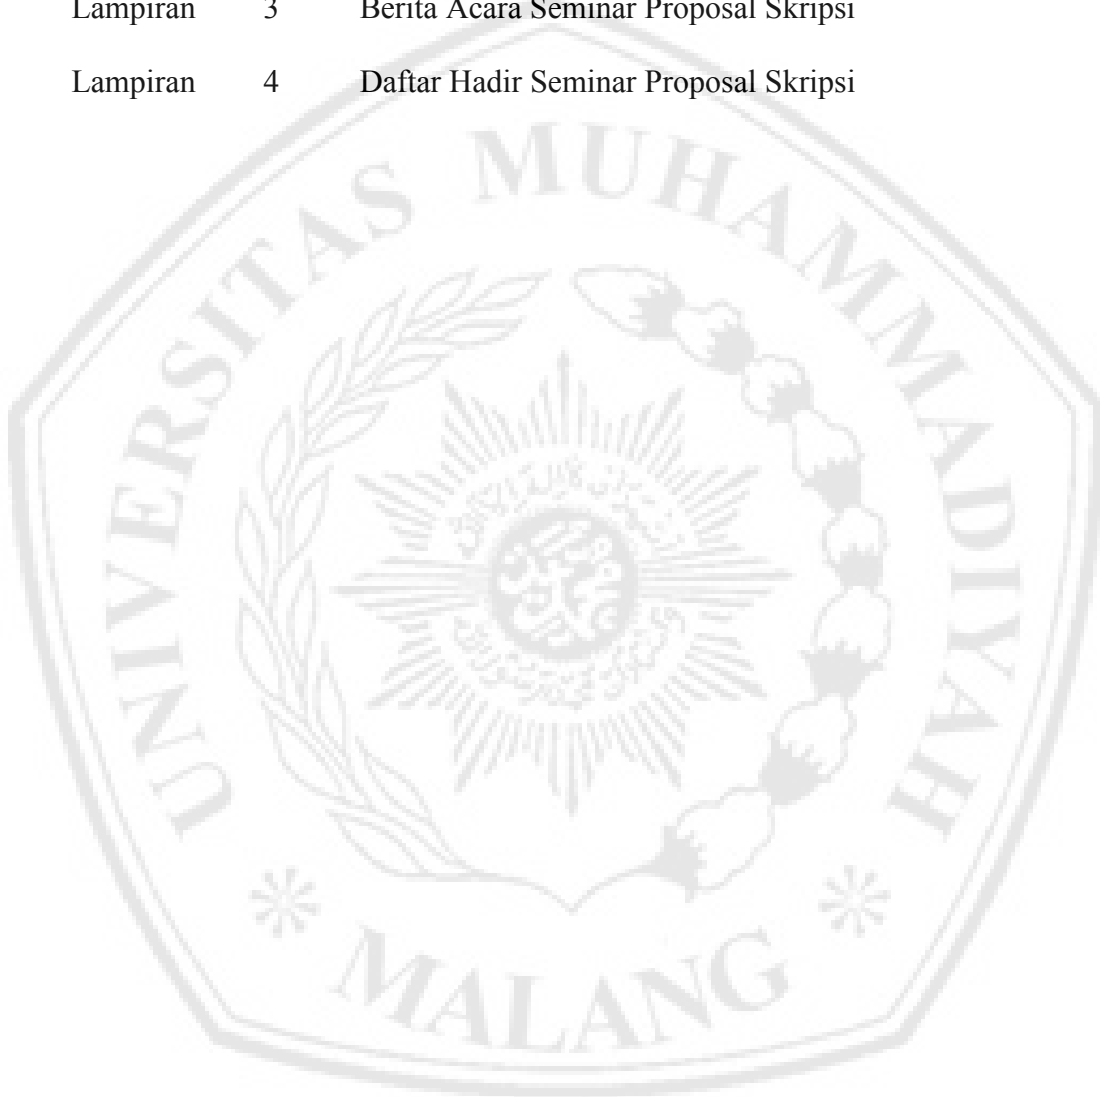 Lampiran 3 Berita Acara Seminar Proposal Skripsi
Lampiran 4 Daftar Hadir Seminar Proposal Skripsi
UNIVERSITAS MUHAMMADIYAH
MALANG